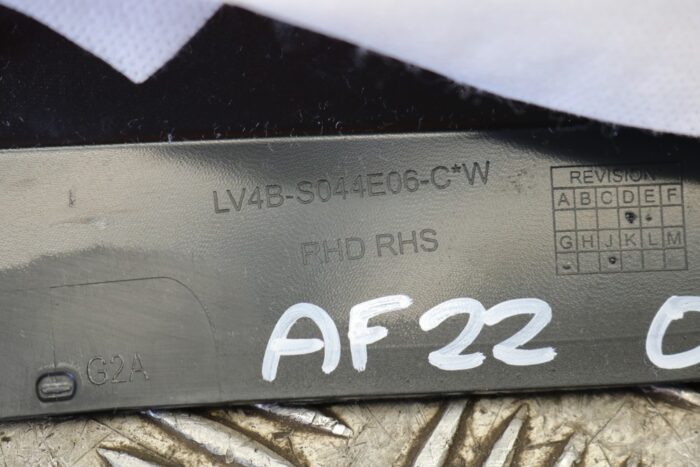 LV4B-S044E06-C*W
RHD RHS
REVISION
A B C D E F
G H J K L M
AF22
G2A